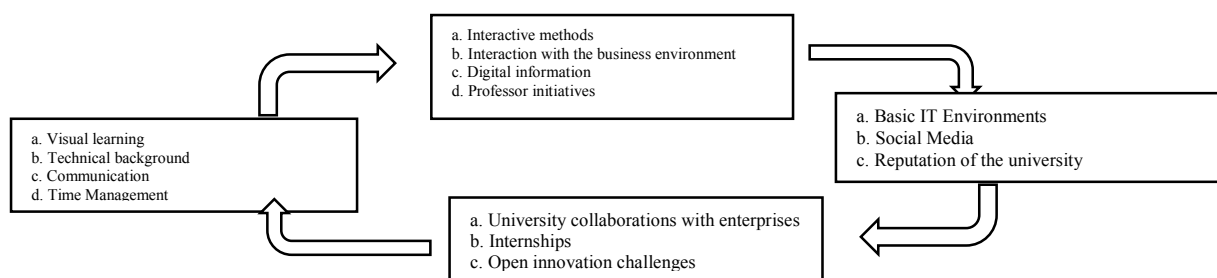 a. Interactive methods
b. Interaction with the business environment
c. Digital information
d. Professor initiatives
a. Basic IT Environments
b. Social Media
c. Reputation of the university
a. University collaborations with enterprises
b. Internships
c. Open innovation challenges
a. Visual learning
b. Technical background
c. Communication
d. Time Management